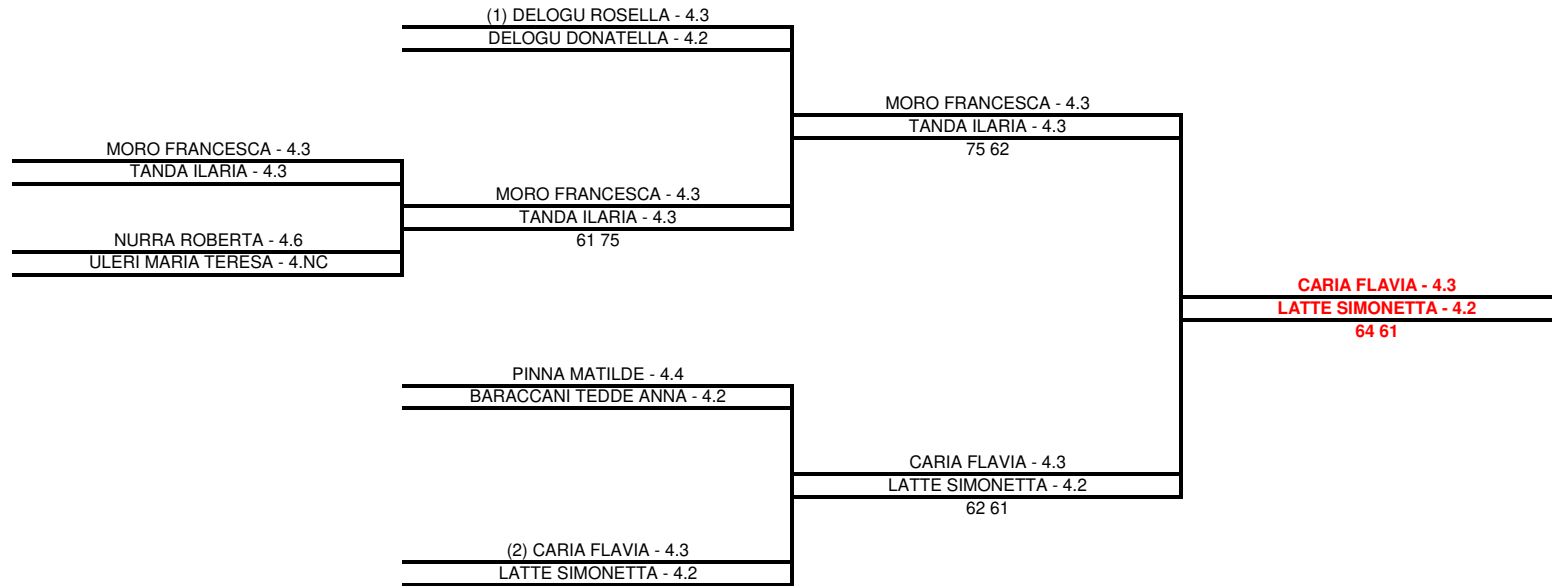 (1) DELOGU ROSELLA - 4.3
DELOGU DONATELLA - 4.2
MORO FRANCESCA - 4.3
TANDA ILARIA - 4.3
75 62
MORO FRANCESCA - 4.3
TANDA ILARIA - 4.3
MORO FRANCESCA - 4.3
TANDA ILARIA - 4.3
61 75
NURRA ROBERTA - 4.6
ULERI MARIA TERESA - 4.NC
CARIA FLAVIA - 4.3
LATTE SIMONETTA - 4.2
64 61
PINNA MATILDE - 4.4
BARACCANI TEDDE ANNA - 4.2
CARIA FLAVIA - 4.3
LATTE SIMONETTA - 4.2
62 61
(2) CARIA FLAVIA - 4.3
LATTE SIMONETTA - 4.2